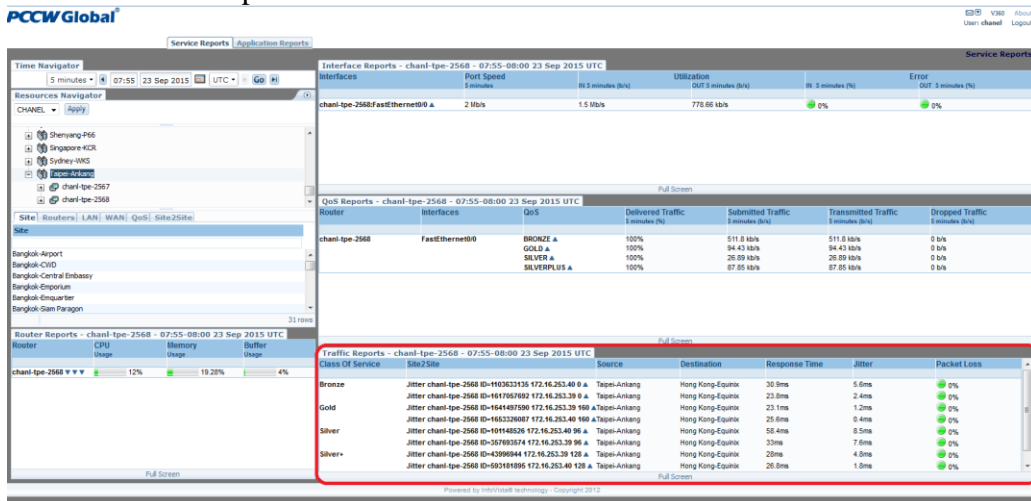 PCCW Global®
V360 About
User: chanel Logout
Service Reports Application Reports
Service Reports
Time Navigator
5 minutes 07:55 23 Sep 2015 UTC Go
Resources Navigator
CHANEL Apply
Shenyang-P66
Singapore-KCR
Sydney-WKS
Taipei-Ankang
chanl-tpe-2567
chanl-tpe-2568
Site Routers LAN WAN QoS Site2Site
Site
Bangkok-Airport
Bangkok-CWD
Bangkok-Central Embassy
Bangkok-Emporium
Bangkok-Emquartier
Bangkok-Siam Paragon
31 rows
Router Reports - chanl-tpe-2568 - 07:55-08:00 23 Sep 2015 UTC
Router CPU Memory Buffer
Usage Usage Usage
chanl-tpe-2568 12% 19.28% 4%
Full Screen
Interface Reports - chanl-tpe-2568 - 07:55-08:00 23 Sep 2015 UTC
Interfaces Port Speed Utilization Error
5 minutes IN 5 minutes (b/s) OUT 5 minutes (b/s) IN 5 minutes (%) OUT 5 minutes (%)
chanl-tpe-2568:FastEthernet0/0 2 Mb/s 1.5 Mb/s 778.66 kb/s 0% 0%
Full Screen
QoS Reports - chanl-tpe-2568 - 07:55-08:00 23 Sep 2015 UTC
Router Interfaces QoS Delivered Traffic Submitted Traffic Transmitted Traffic Dropped Traffic
5 minutes (%) 5 minutes (b/s) 5 minutes (b/s) 5 minutes (b/s)
chanl-tpe-2568 FastEthernet0/0 BRONZE 100% 511.8 kb/s 511.8 kb/s 0 b/s
GOLD 100% 94.43 kb/s 94.43 kb/s 0 b/s
SILVER 100% 26.89 kb/s 26.89 kb/s 0 b/s
SILVERPLUS 100% 87.85 kb/s 87.85 kb/s 0 b/s
Full Screen
Traffic Reports - chanl-tpe-2568 - 07:55-08:00 23 Sep 2015 UTC
Class Of Service Site2Site Source Destination Response Time Jitter Packet Loss
Bronze Jitter chanl-tpe-2568 ID=1103633135 172.16.253.40 0 Taipei-Ankang Hong Kong-Equinix 30.9ms 5.6ms 0%
Jitter chanl-tpe-2568 ID=1617057692 172.16.253.39 0 Taipei-Ankang Hong Kong-Equinix 23.8ms 2.4ms 0%
Gold Jitter chanl-tpe-2568 ID=1641497590 172.16.253.39 160 Taipei-Ankang Hong Kong-Equinix 23.1ms 1.2ms 0%
Jitter chanl-tpe-2568 ID=1653326087 172.16.253.40 160 Taipei-Ankang Hong Kong-Equinix 25.6ms 0.4ms 0%
Silver Jitter chanl-tpe-2568 ID=101148526 172.16.253.40 96 Taipei-Ankang Hong Kong-Equinix 58.4ms 8.5ms 0%
Jitter chanl-tpe-2568 ID=357693574 172.16.253.39 96 Taipei-Ankang Hong Kong-Equinix 33ms 7.6ms 0%
Silver+ Jitter chanl-tpe-2568 ID=43996944 172.16.253.39 128 Taipei-Ankang Hong Kong-Equinix 28ms 4.8ms 0%
Jitter chanl-tpe-2568 ID=593181895 172.16.253.40 128 Taipei-Ankang Hong Kong-Equinix 26.8ms 1.8ms 0%
Full Screen
Powered by InfoVista® technology - Copyright 2012